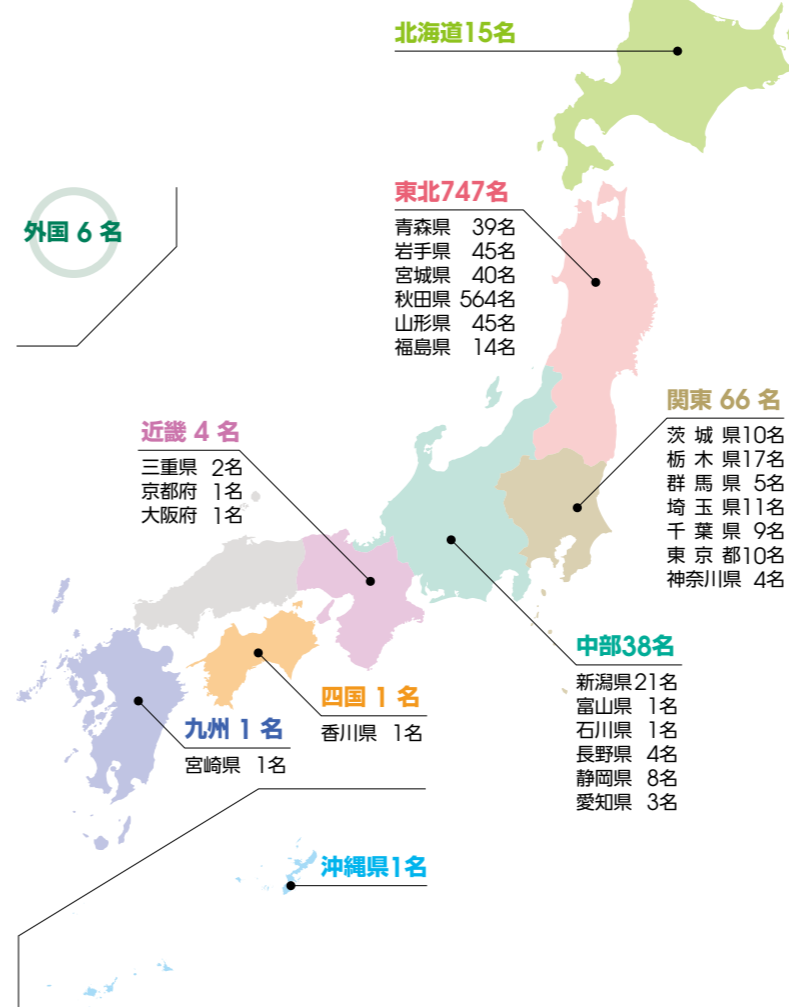 北海道15名
東北747名
青森県 39名
岩手県 45名
宮城県 40名
秋田県 564名
山形県 45名
福島県 14名
外国 6 名
関東 66 名
茨城県10名
栃木県17名
群馬県 5名
埼玉県11名
千葉県 9名
東京都10名
神奈川県 4名
近畿 4 名
三重県 2名
京都府 1名
大阪府 1名
中部38名
新潟県21名
富山県 1名
石川県 1名
長野県 4名
静岡県 8名
愛知県 3名
四国 1 名
香川県 1名
九州 1 名
宮崎県 1名
沖縄県1名